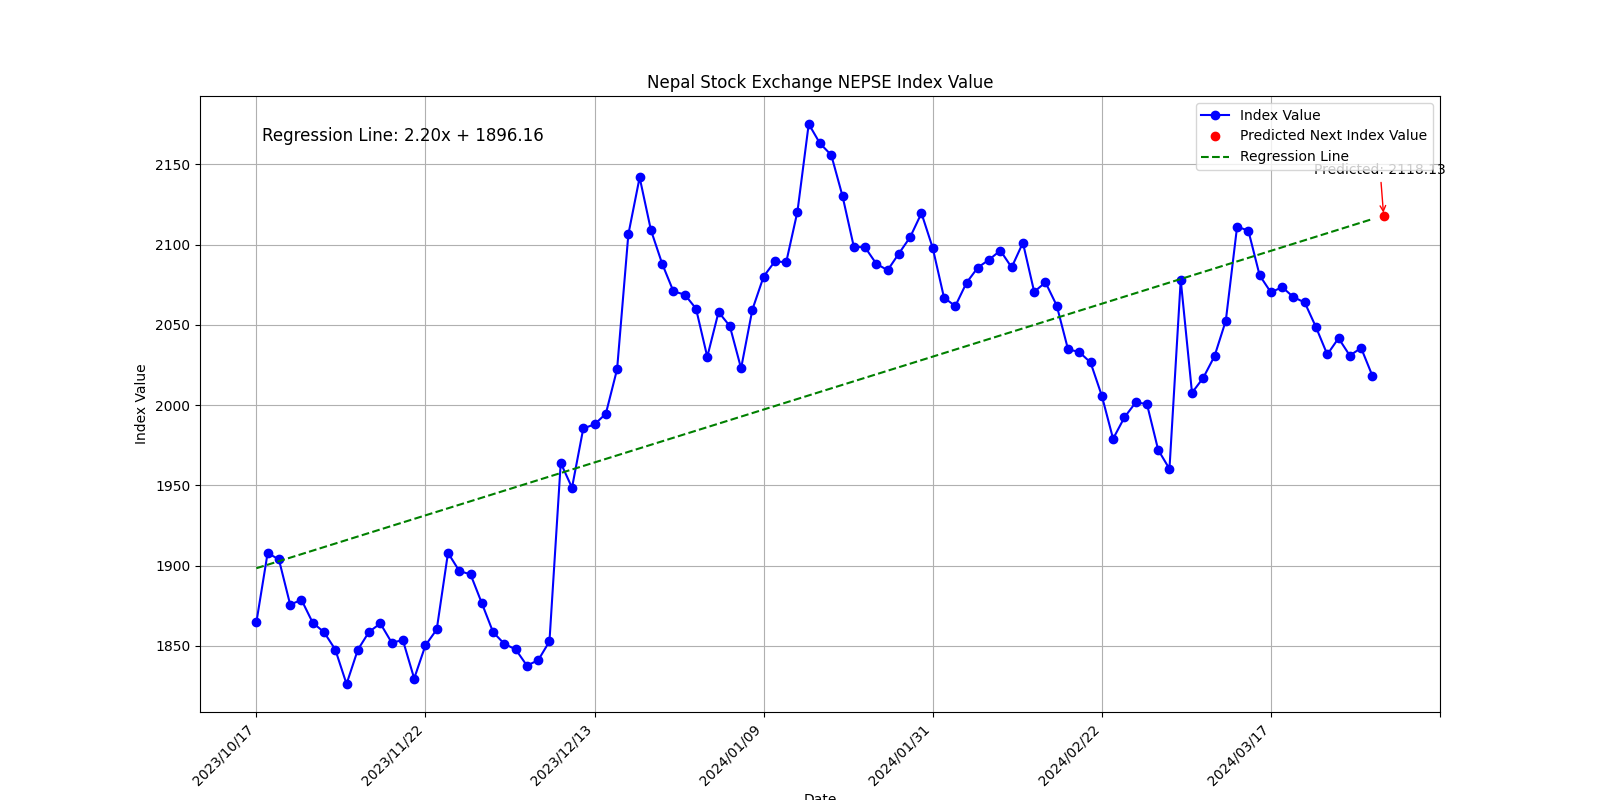 Nepal Stock Exchange NEPSE Index Value
Regression Line: 2.20x + 1896.16
Index Value
Predicted Next Index Value
Regression Line
Predicted: 2118.13
2150
2100
2050
2000
1950
1900
1850
Index Value
2023/10/17
2023/11/22
2023/12/13
2024/01/09
2024/01/31
2024/02/22
2024/03/17
Date